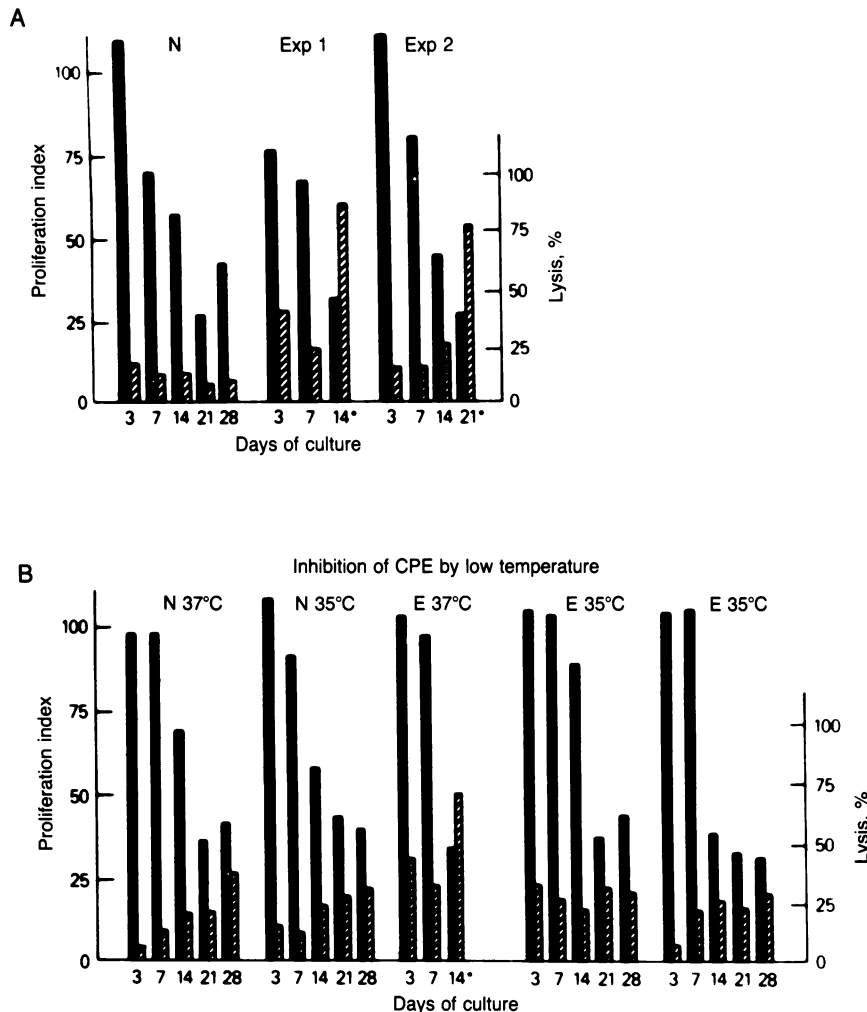 A
N Exp 1 Exp 2
100
75
50
25
0
Proliferation index
100
75
50
25
0
Lysis, %
3 7 14 21 28 3 7 14* 3 7 14 21*
Days of culture
B
Inhibition of CPE by low temperature
N 37°C N 35°C E 37°C E 35°C E 35°C
100
75
50
25
0
Proliferation index
100
75
50
25
0
Lysis, %
3 7 14 21 28 3 7 14 21 28 3 7 14* 3 7 14 21 28 3 7 14 21 28
Days of culture